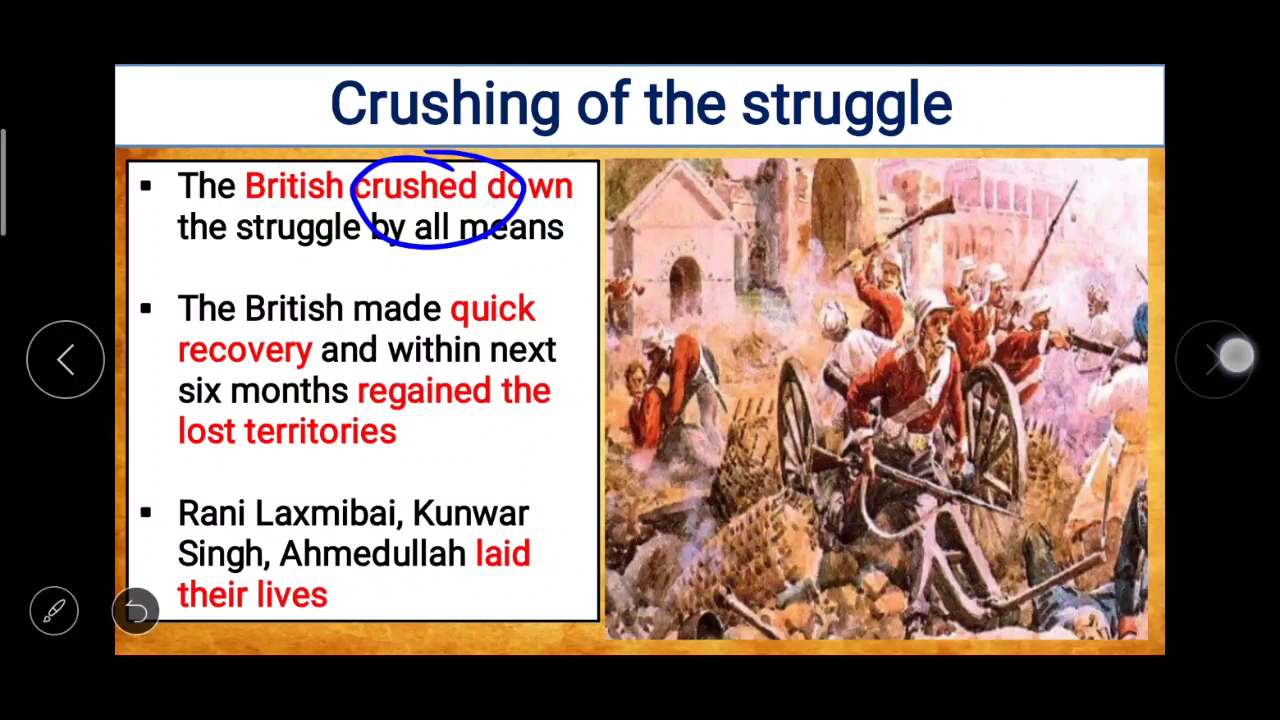 Crushing of the struggle
▪ The British crushed down
the struggle by all means
▪ The British made quick
recovery and within next
six months regained the
lost territories
▪ Rani Laxmibai, Kunwar
Singh, Ahmedullah laid
their lives